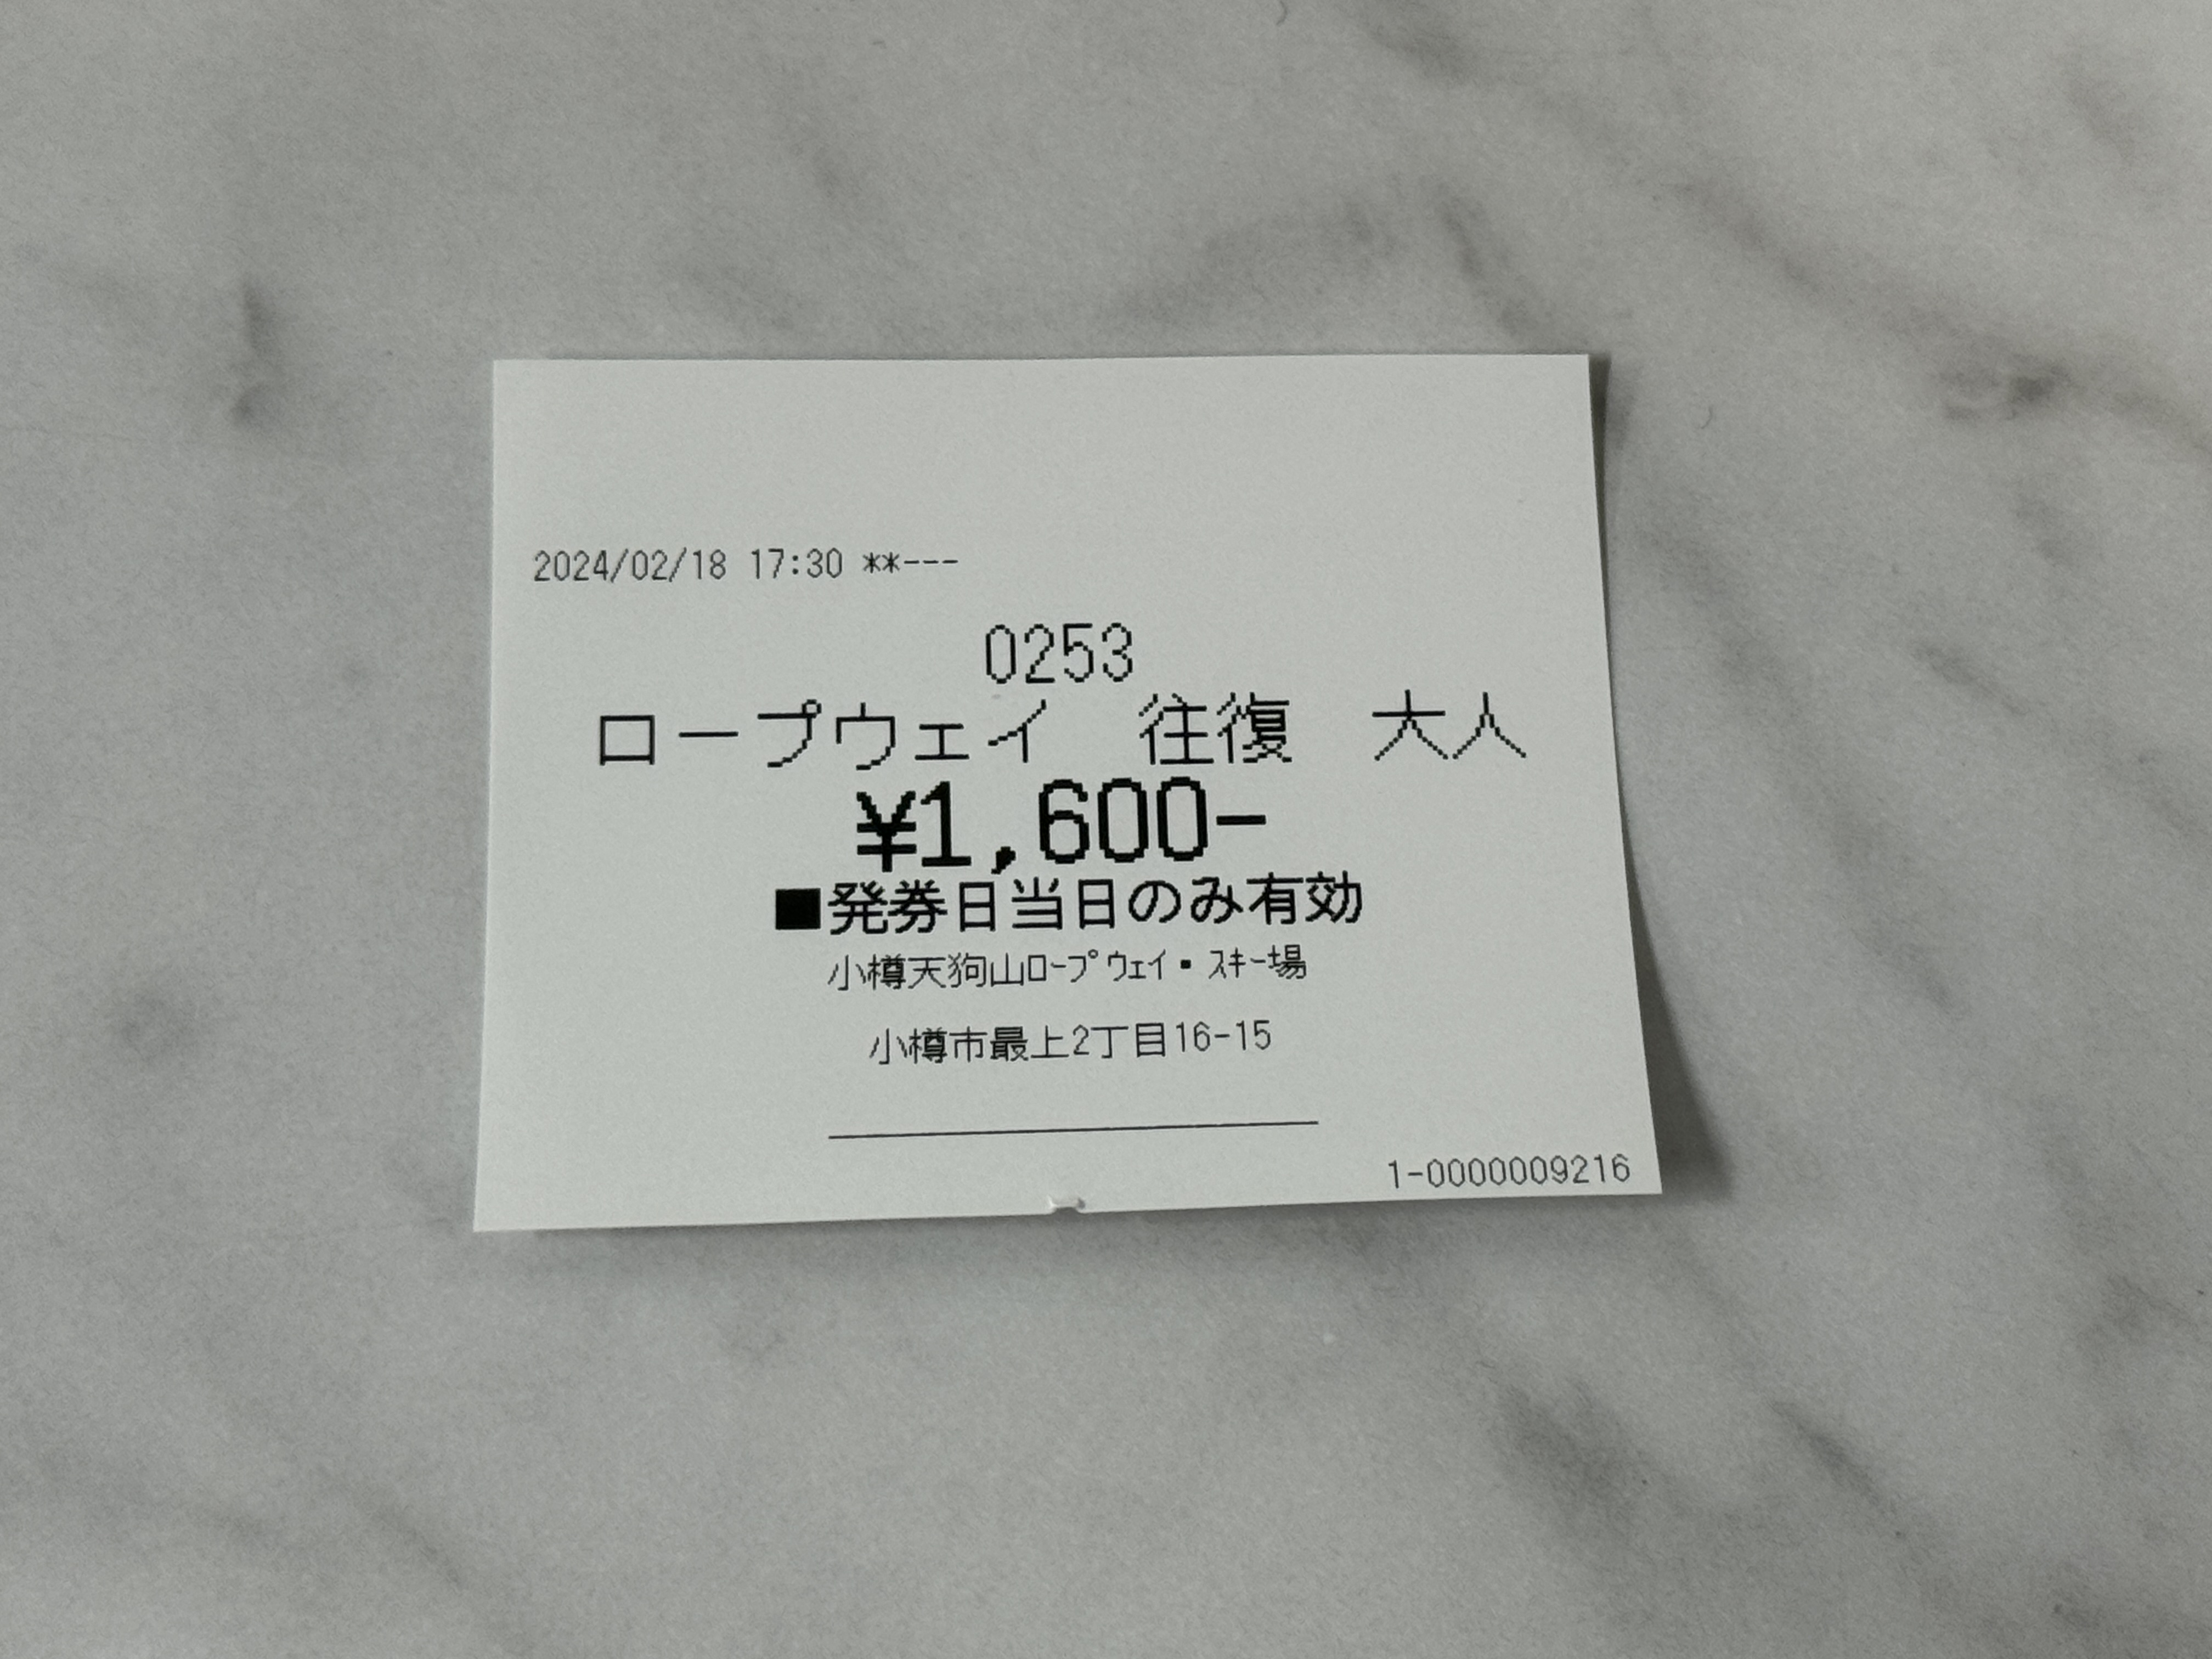 2024/02/18 17:30 **---
0253
ロープウェイ　往復　大人
¥1,600-
■発券日当日のみ有効
小樽天狗山ﾛｰﾌﾟｳｪｲ・ｽｷｰ場
小樽市最上2丁目16-15
1-0000009216